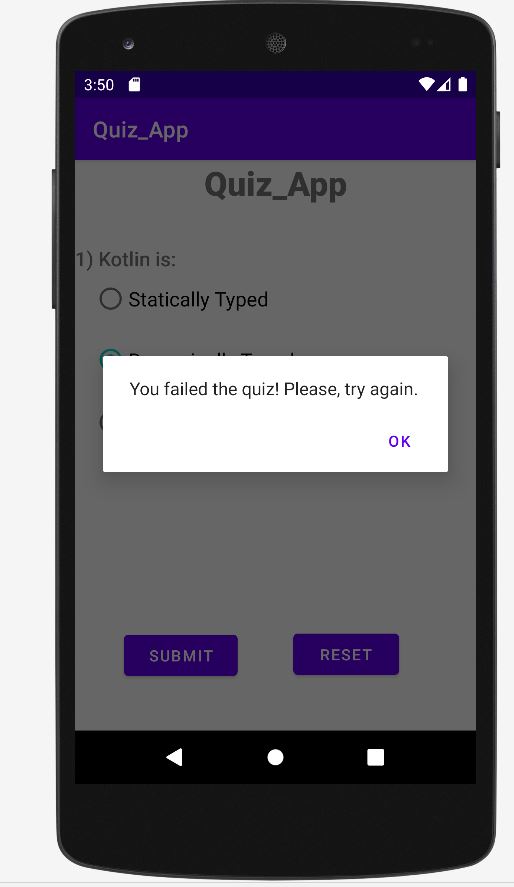 3:50
Quiz_App
Quiz_App
1) Kotlin is:
Statically Typed
You failed the quiz! Please, try again.
OK
SUBMIT
RESET